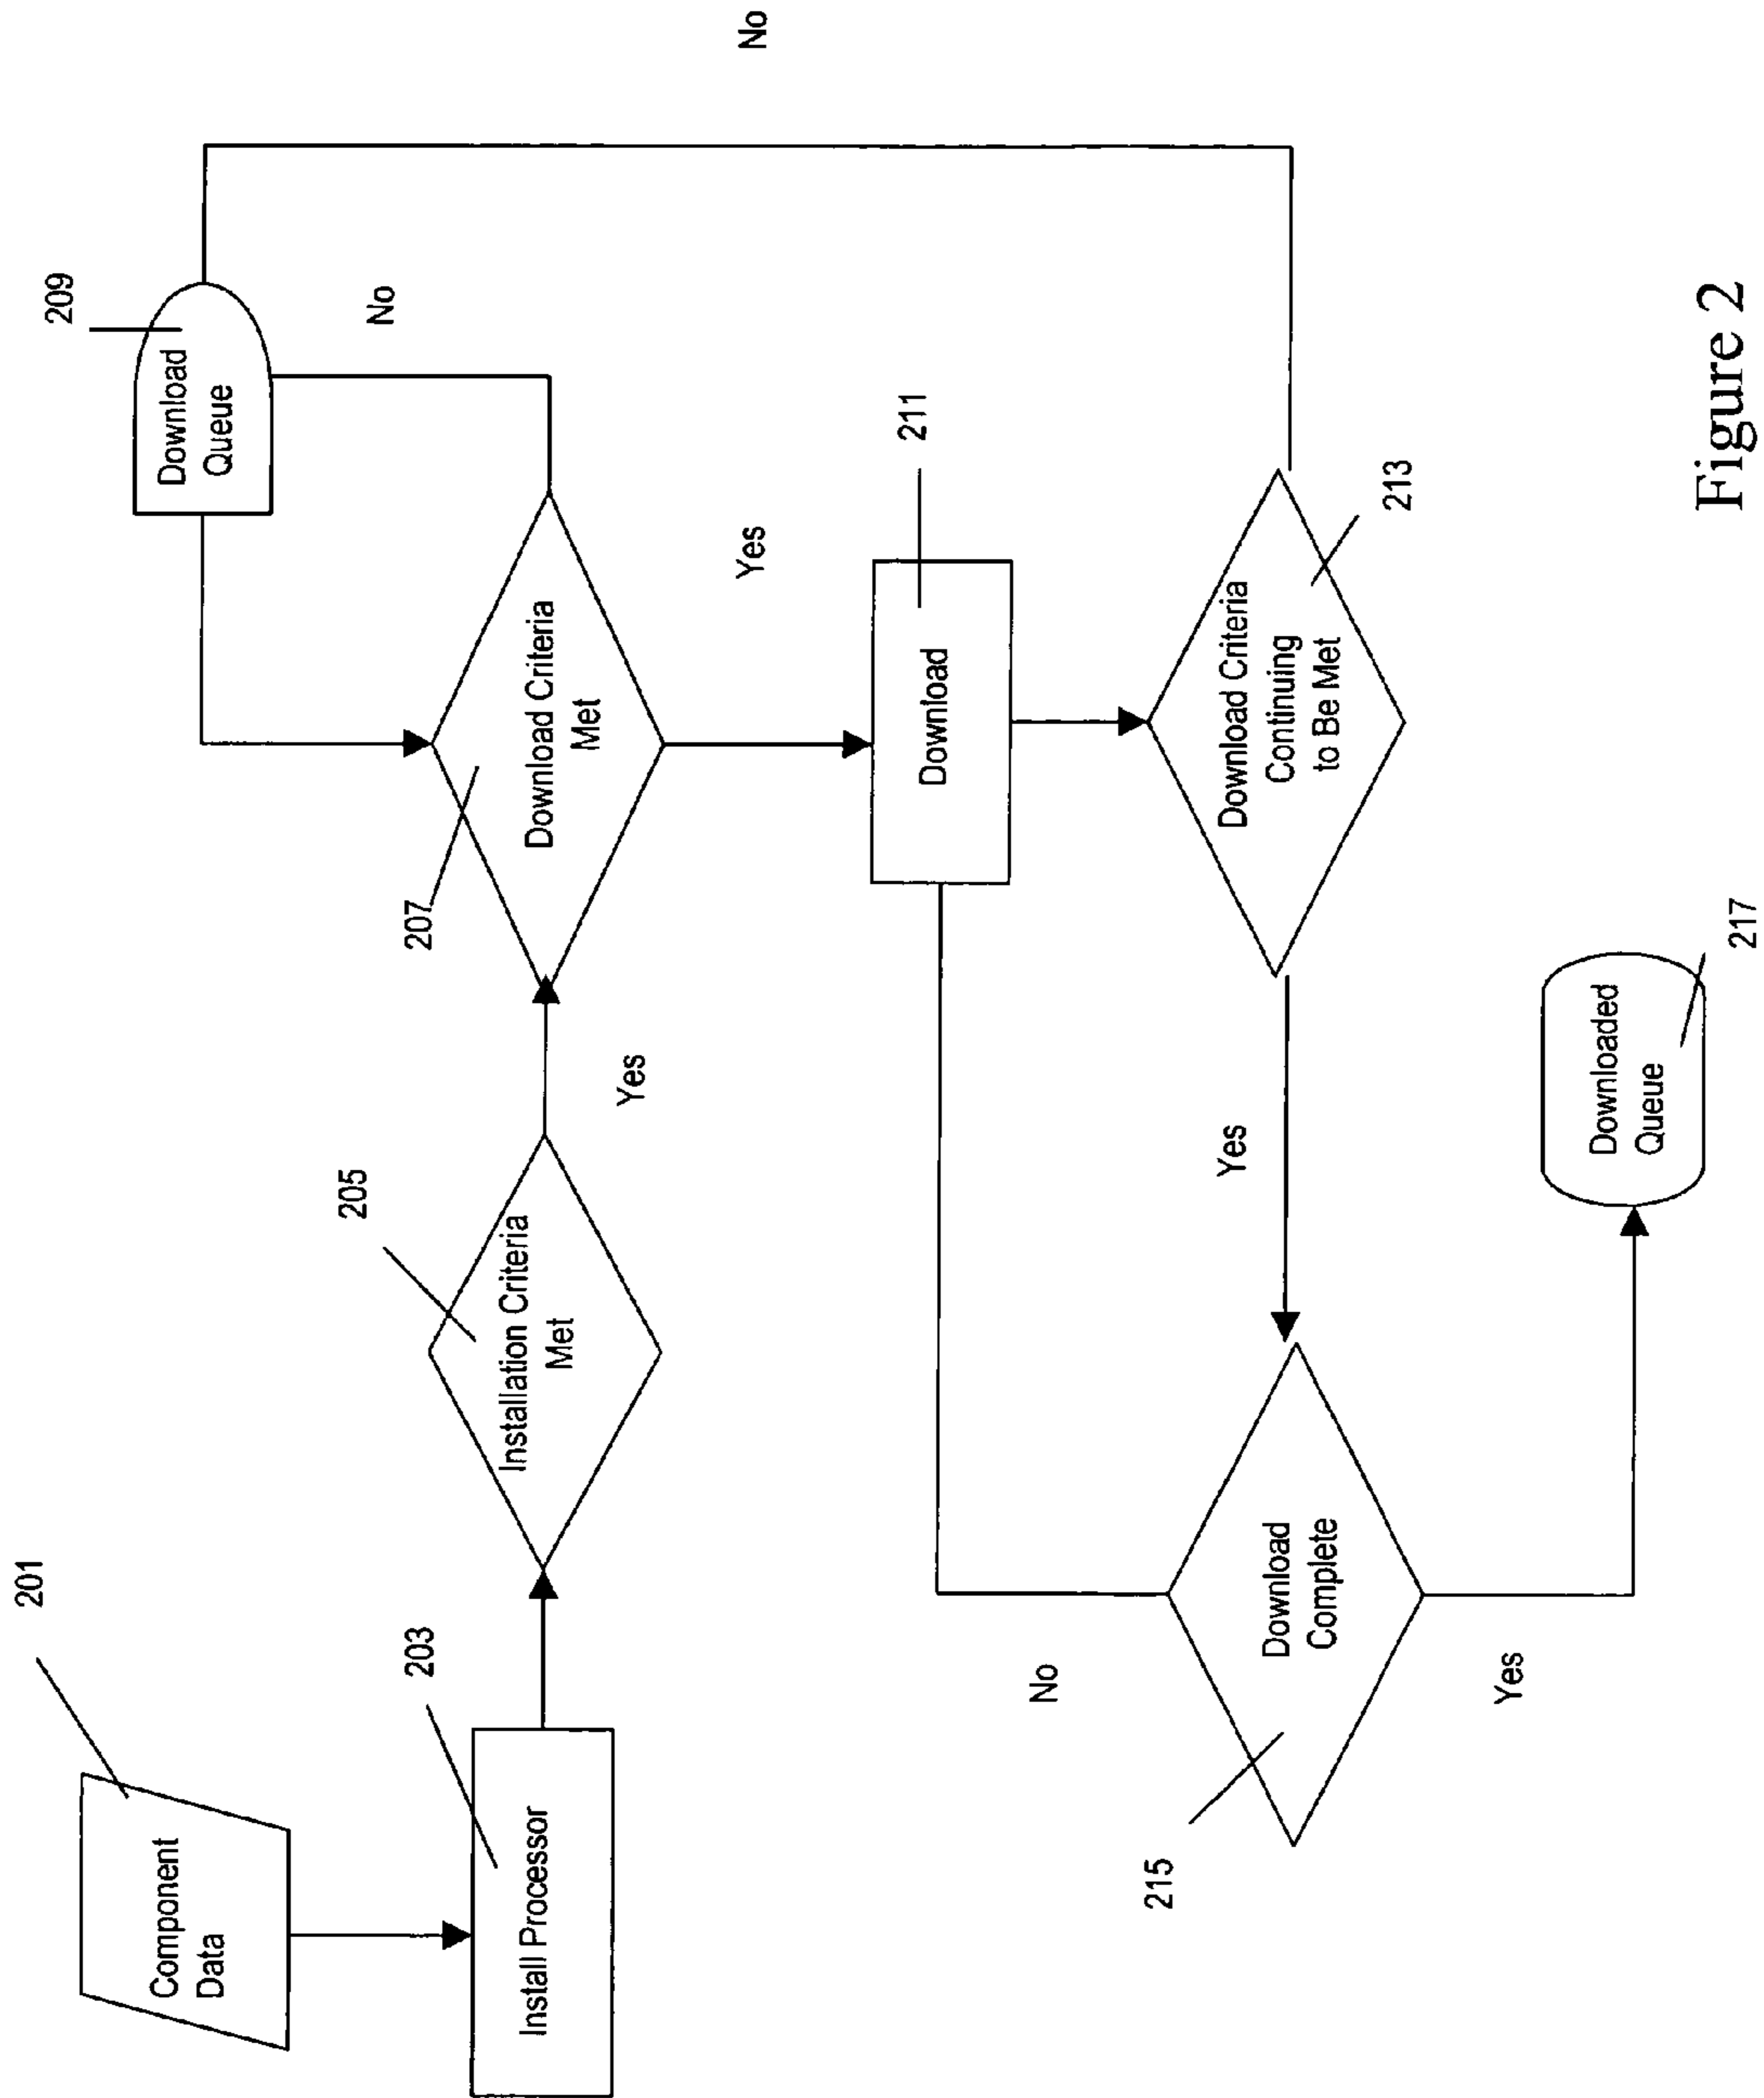 201
Component
Data
203
Install Processor
205
Installation Criteria
Met
Yes
207
Download Criteria
Met
209
Download
Queue
No
Yes
No
211
Download
213
Download Criteria
Continuing
to Be Met
Yes
215
Download
Complete
No
Yes
217
Downloaded
Queue
Figure 2